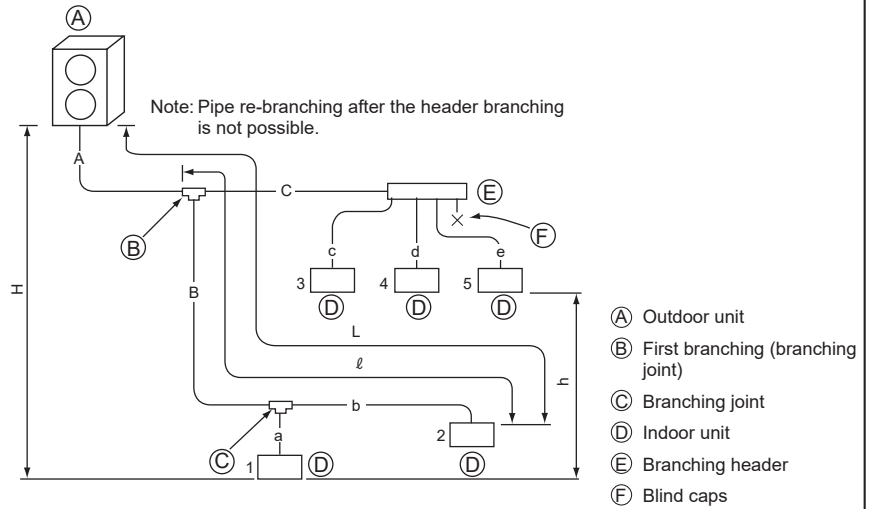 Ⓐ
Note: Pipe re-branching after the header branching
is not possible.
A
C
Ⓔ
Ⓑ
Ⓕ
c
d
e
3
4
5
Ⓓ
Ⓓ
Ⓓ
H
B
L
ℓ
h
b
a
2
Ⓒ
1
Ⓓ
Ⓓ
Ⓐ Outdoor unit
Ⓑ First branching (branching
joint)
Ⓒ Branching joint
Ⓓ Indoor unit
Ⓔ Branching header
Ⓕ Blind caps